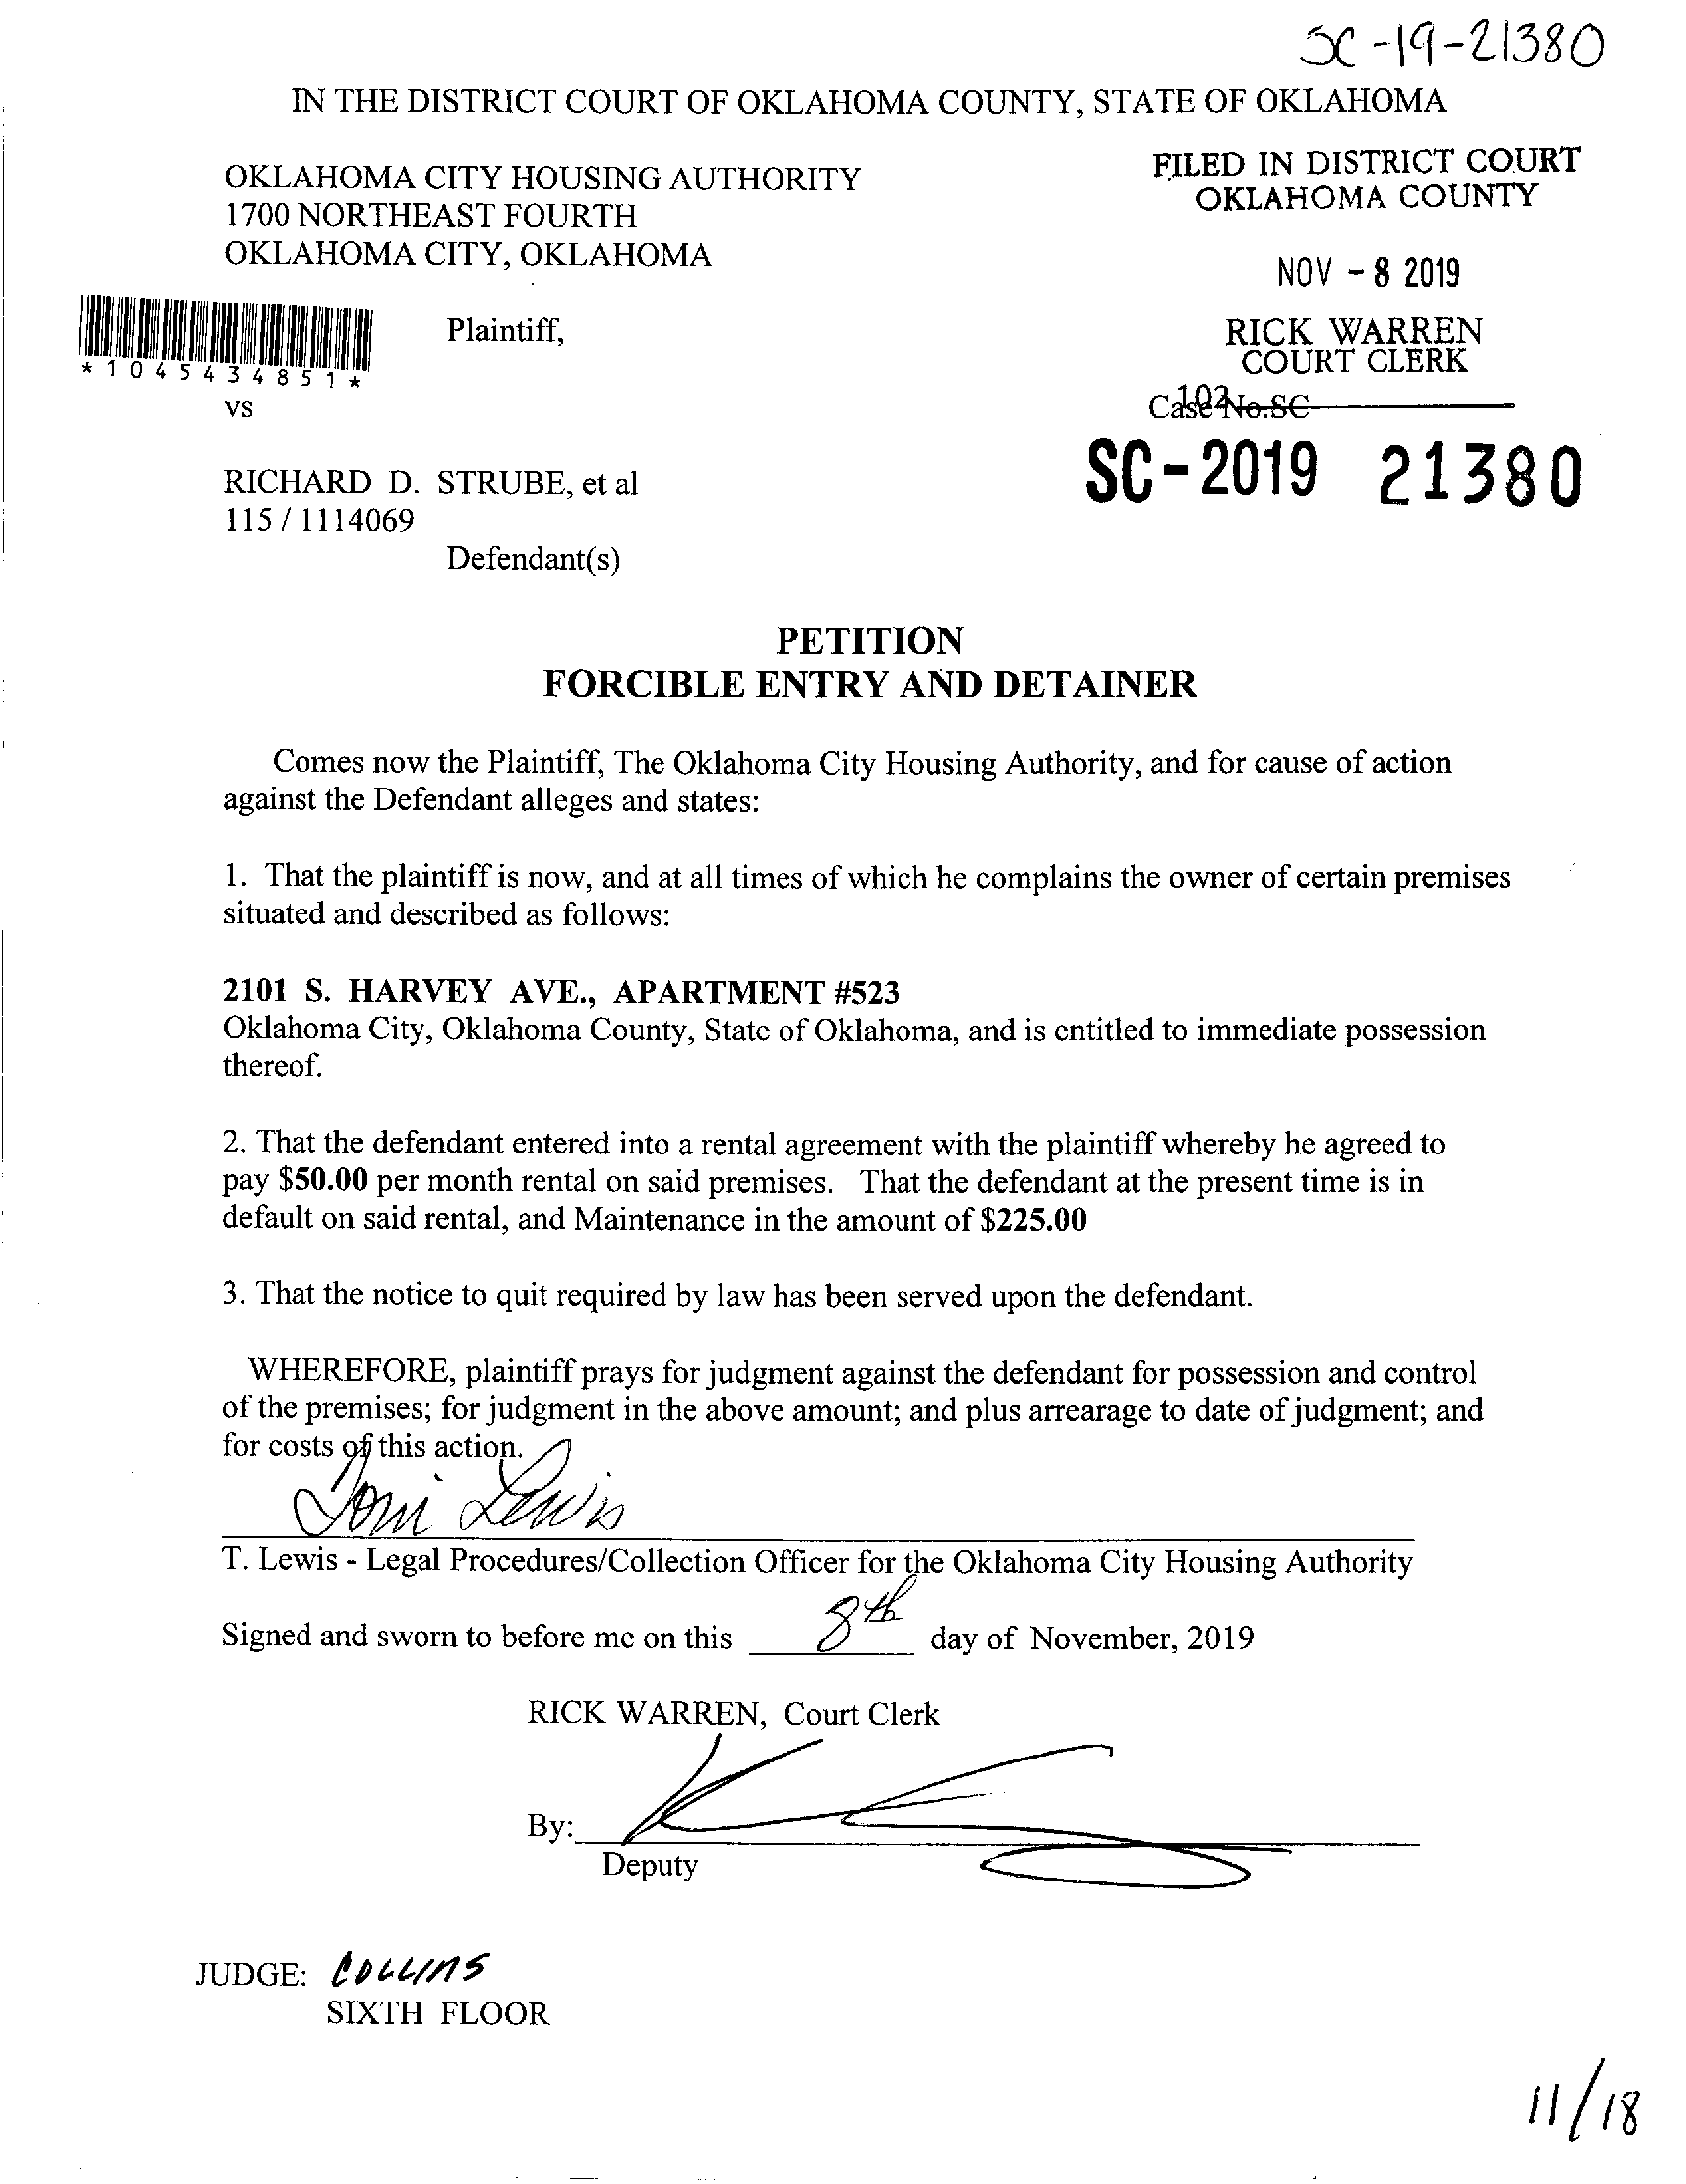 SC-19-21380
IN THE DISTRICT COURT OF OKLAHOMA COUNTY, STATE OF OKLAHOMA
OKLAHOMA CITY HOUSING AUTHORITY
1700 NORTHEAST FOURTH
OKLAHOMA CITY, OKLAHOMA
FILED IN DISTRICT COURT
OKLAHOMA COUNTY
NOV - 8 2019
RICK WARREN
COURT CLERK
*1045434851*
Plaintiff,
vs
Case No. SC
SC-2019 21380
RICHARD D. STRUBE, et al
115 / 1114069
Defendant(s)
PETITION
FORCIBLE ENTRY AND DETAINER
Comes now the Plaintiff, The Oklahoma City Housing Authority, and for cause of action
against the Defendant alleges and states:
1. That the plaintiff is now, and at all times of which he complains the owner of certain premises
situated and described as follows:
2101 S. HARVEY AVE., APARTMENT #523
Oklahoma City, Oklahoma County, State of Oklahoma, and is entitled to immediate possession
thereof.
2. That the defendant entered into a rental agreement with the plaintiff whereby he agreed to
pay $50.00 per month rental on said premises. That the defendant at the present time is in
default on said rental, and Maintenance in the amount of $225.00
3. That the notice to quit required by law has been served upon the defendant.
WHEREFORE, plaintiff prays for judgment against the defendant for possession and control
of the premises; for judgment in the above amount; and plus arrearage to date of judgment; and
for costs of this action.
Toni Lewis
T. Lewis - Legal Procedures/Collection Officer for the Oklahoma City Housing Authority
Signed and sworn to before me on this 8th day of November, 2019
RICK WARREN, Court Clerk
By:
Deputy
JUDGE: COLLINS
SIXTH FLOOR
11/18